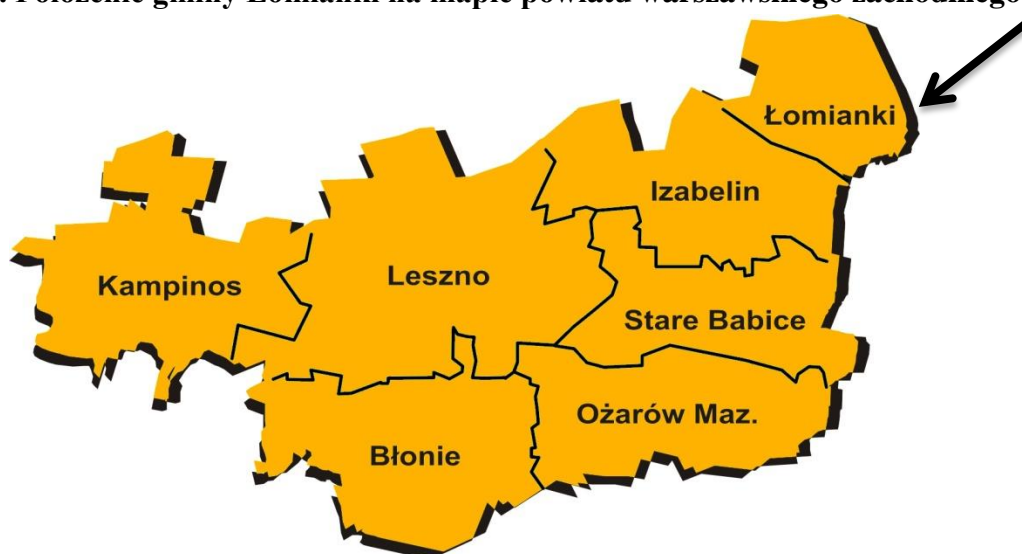 . Położenie gminy Łomianki na mapie powiatu warszawskiego zachodniego
Łomianki
Izabelin
Leszno
Kampinos
Stare Babice
Ożarów Maz.
Błonie